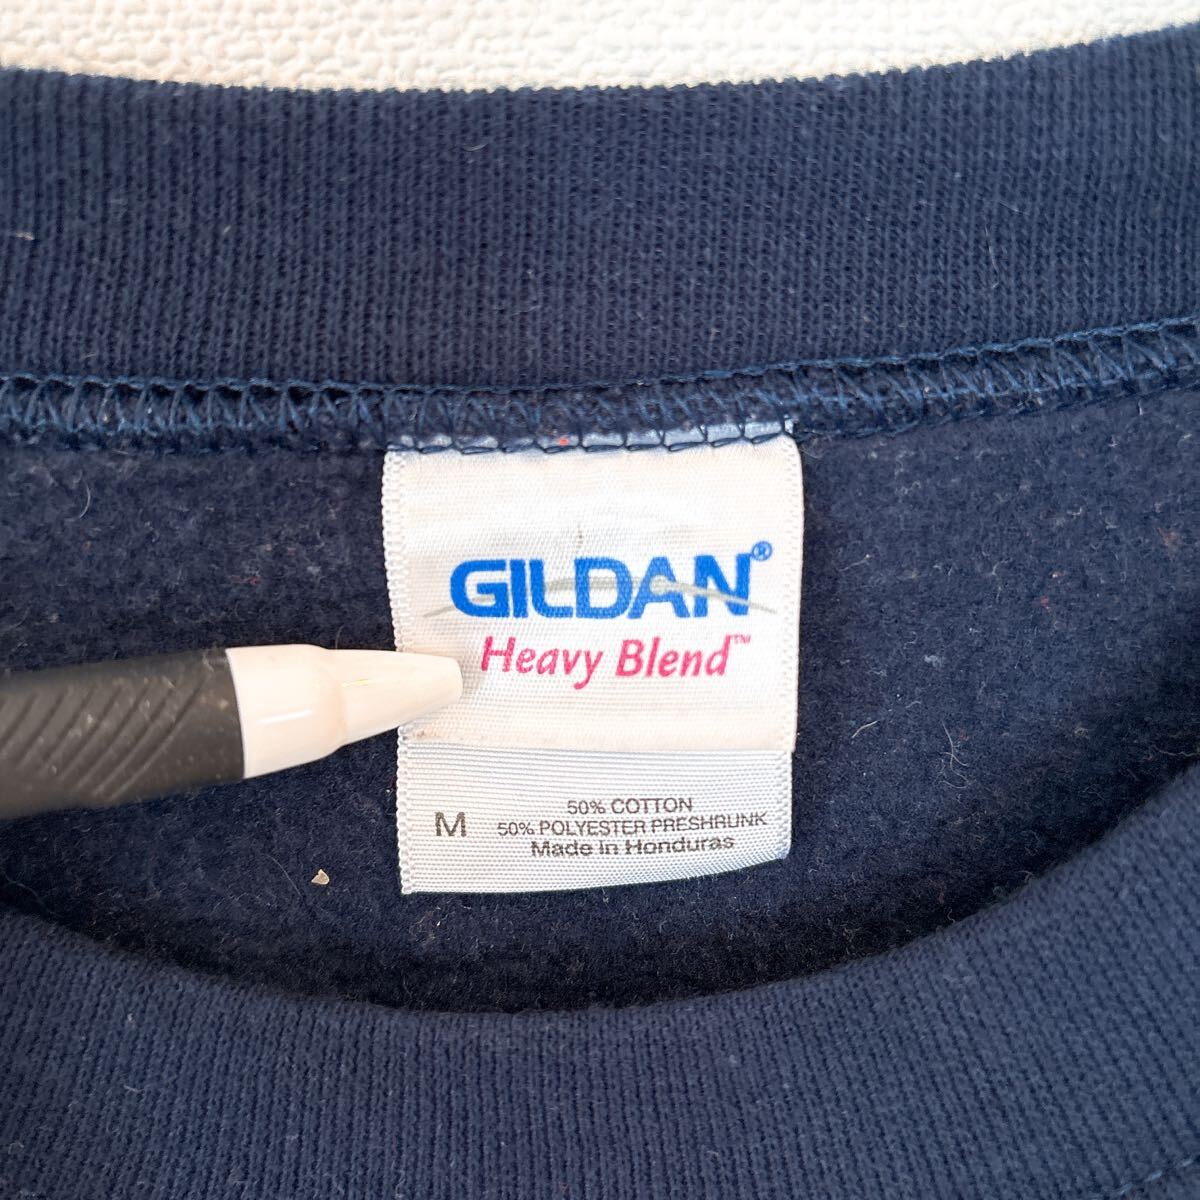 GILDAN®
Heavy Blend™
M
50% COTTON
50% POLYESTER PRESHRUNK
Made in Honduras